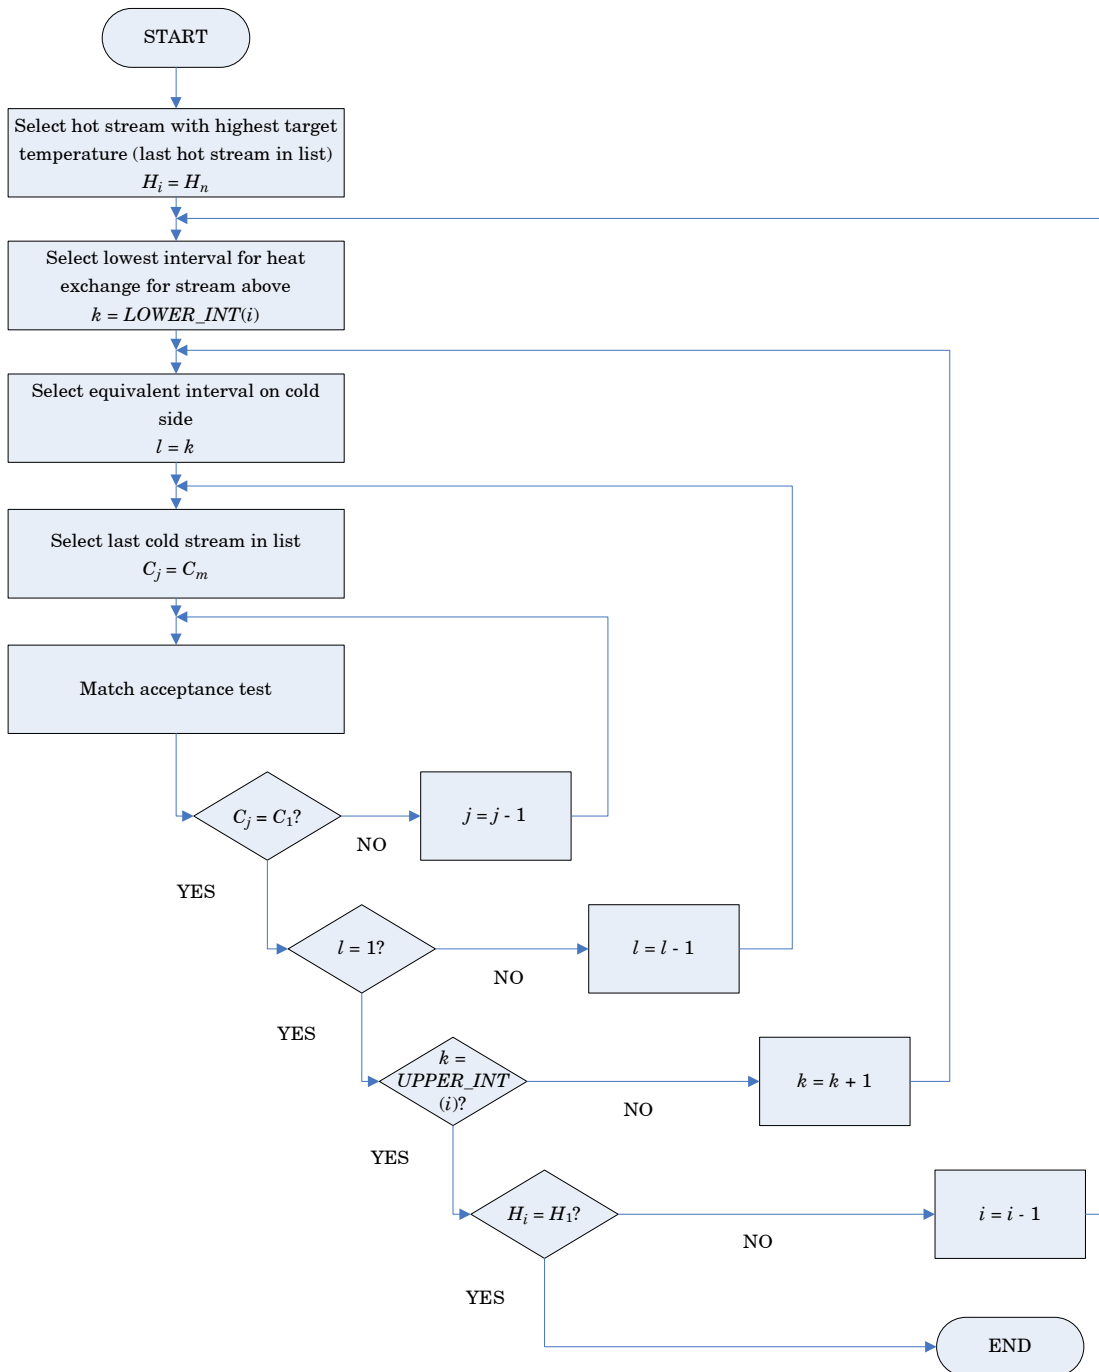 START
Select hot stream with highest target
temperature (last hot stream in list)
Hi = Hn
Select lowest interval for heat
exchange for stream above
k = LOWER_INT(i)
Select equivalent interval on cold
side
l = k
Select last cold stream in list
Cj = Cm
Match acceptance test
Cj = C1?
NO
j = j - 1
YES
l = 1?
NO
l = l - 1
YES
k =
UPPER_INT
(i)?
NO
k = k + 1
YES
Hi = H1?
NO
i = i - 1
YES
END